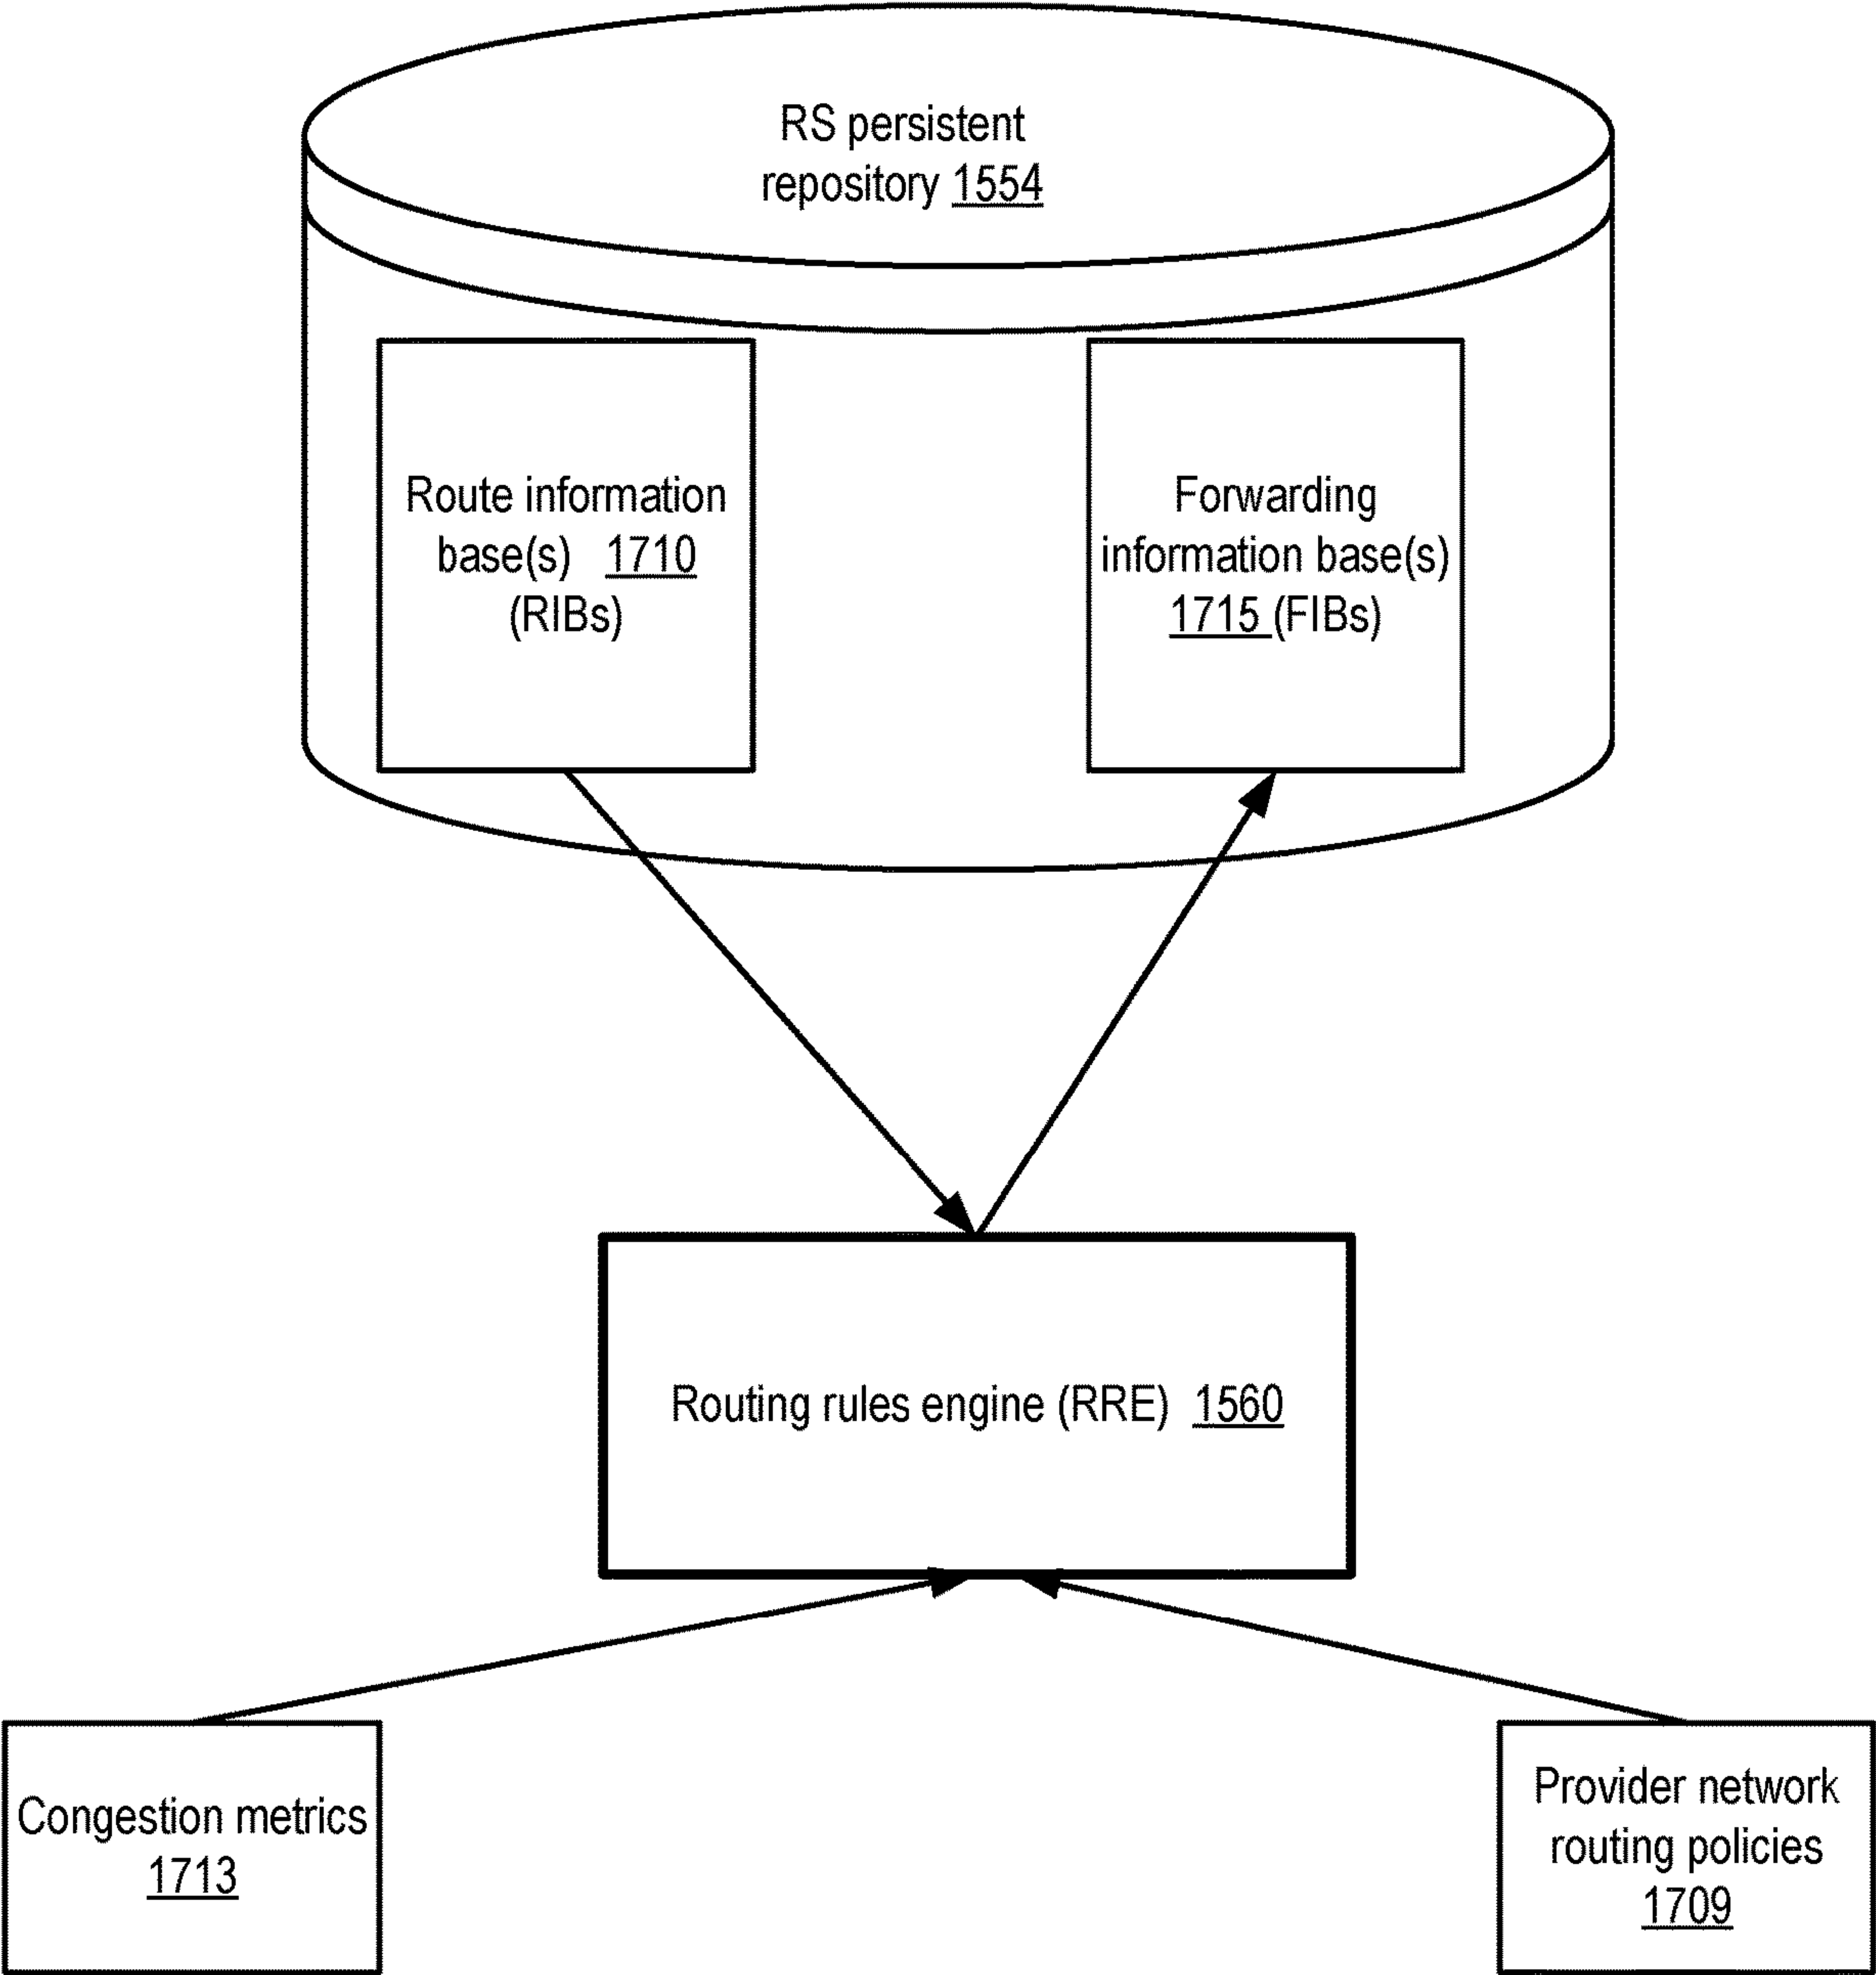 RS persistent
repository 1554
Route information
base(s) 1710
(RIBs)
Forwarding
information base(s)
1715 (FIBs)
Routing rules engine (RRE) 1560
Congestion metrics
1713
Provider network
routing policies
1709